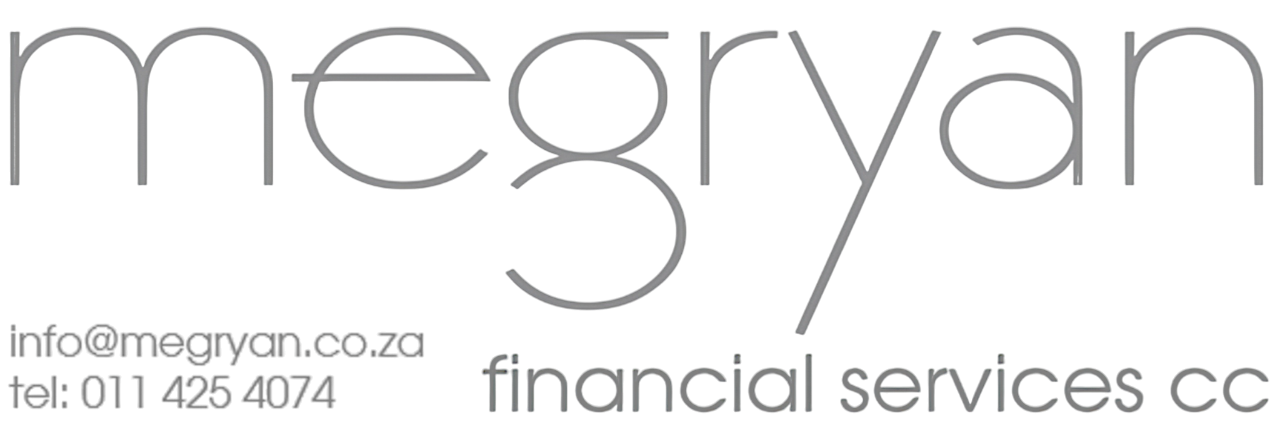 megryan
info@megryan.co.za
tel: 011 425 4074
financial services cc